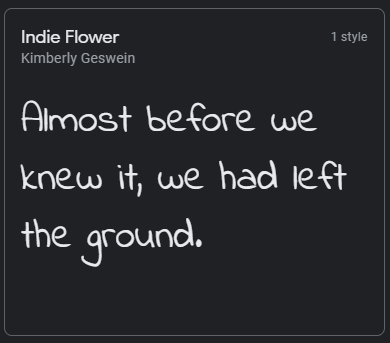 Indie Flower
1 style
Kimberly Geswein
Almost before we
knew it, we had left
the ground.